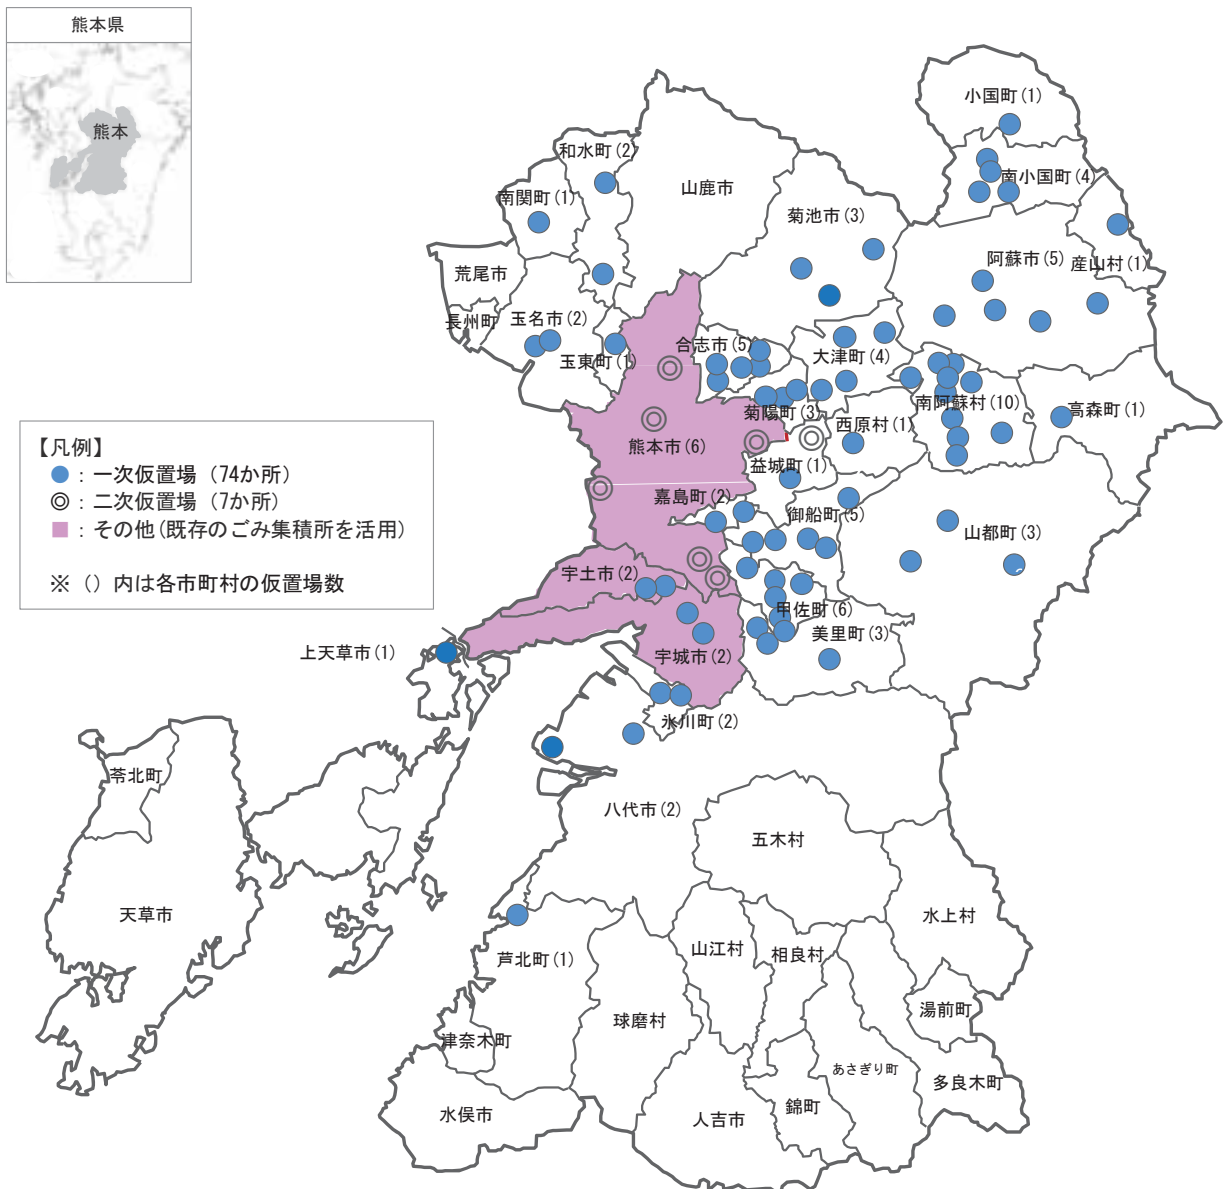 熊本県
熊本
小国町(1)
南小国町(4)
和水町(2)
山鹿市
南関町(1)
菊池市(3)
阿蘇市(5)
産山村(1)
荒尾市
長州町
玉名市(2)
玉東町(1)
合志市(5)
大津町(4)
菊陽町(3)
西原村(1)
南阿蘇村(10)
高森町(1)
熊本市(6)
益城町(1)
嘉島町(2)
御船町(5)
山都町(3)
【凡例】
：一次仮置場（74か所）
：二次仮置場（7か所）
：その他(既存のごみ集積所を活用)
※（）内は各市町村の仮置場数
宇土市(2)
甲佐町(6)
美里町(3)
上天草市(1)
宇城市(2)
氷川町(2)
苓北町
八代市(2)
五木村
天草市
水上村
芦北町(1)
山江村
相良村
湯前町
津奈木町
球磨村
あさぎり町
多良木町
水俣市
人吉市
錦町